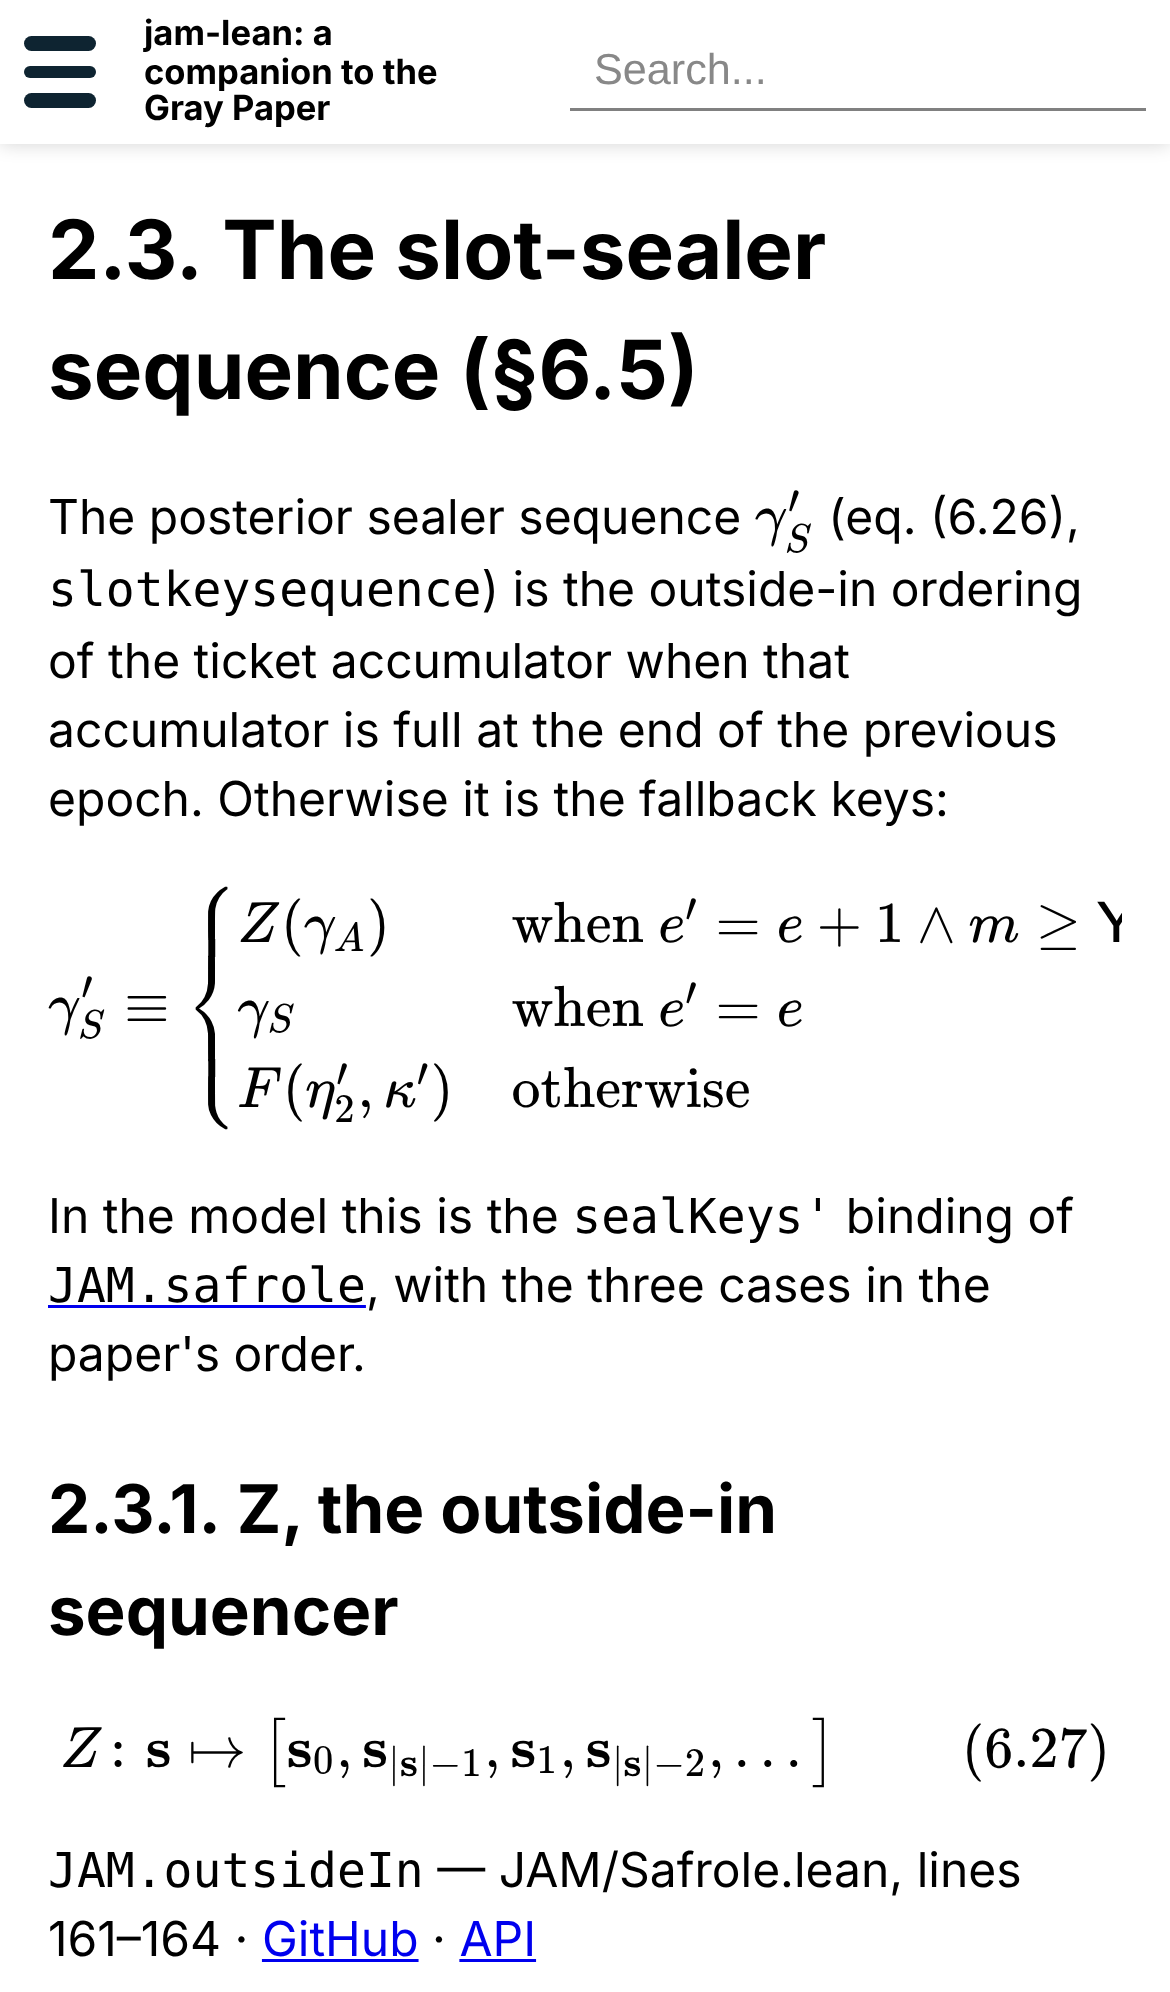 jam-lean: a
companion to the
Gray Paper
Search...
2.3. The slot-sealer
sequence (§6.5)
The posterior sealer sequence γ′_S (eq. (6.26),
slotkeysequence) is the outside-in ordering
of the ticket accumulator when that
accumulator is full at the end of the previous
epoch. Otherwise it is the fallback keys:
γ′_S ≡ { Z(γ_A) when e′ = e + 1 ∧ m ≥ Y
γ_S when e′ = e
F(η′_2, κ′) otherwise
In the model this is the sealKeys' binding of
JAM.safrole, with the three cases in the
paper's order.
2.3.1. Z, the outside-in
sequencer
Z: s ↦ [s_0, s_{|s|−1}, s_1, s_{|s|−2}, …] (6.27)
JAM.outsideIn — JAM/Safrole.lean, lines
161–164 · GitHub · API